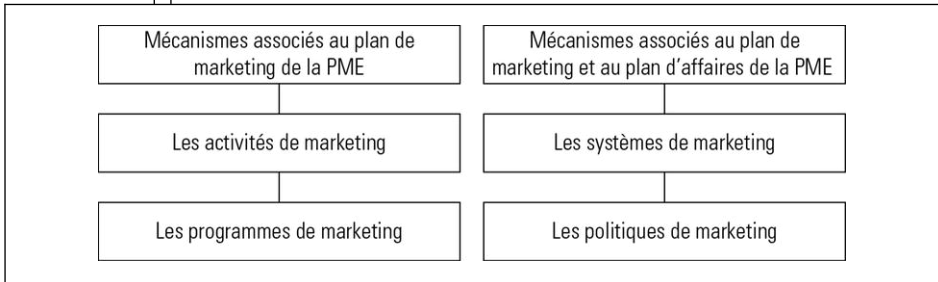 Mécanismes associés au plan de
marketing de la PME
Les activités de marketing
Les programmes de marketing
Mécanismes associés au plan de
marketing et au plan d'affaires de la PME
Les systèmes de marketing
Les politiques de marketing